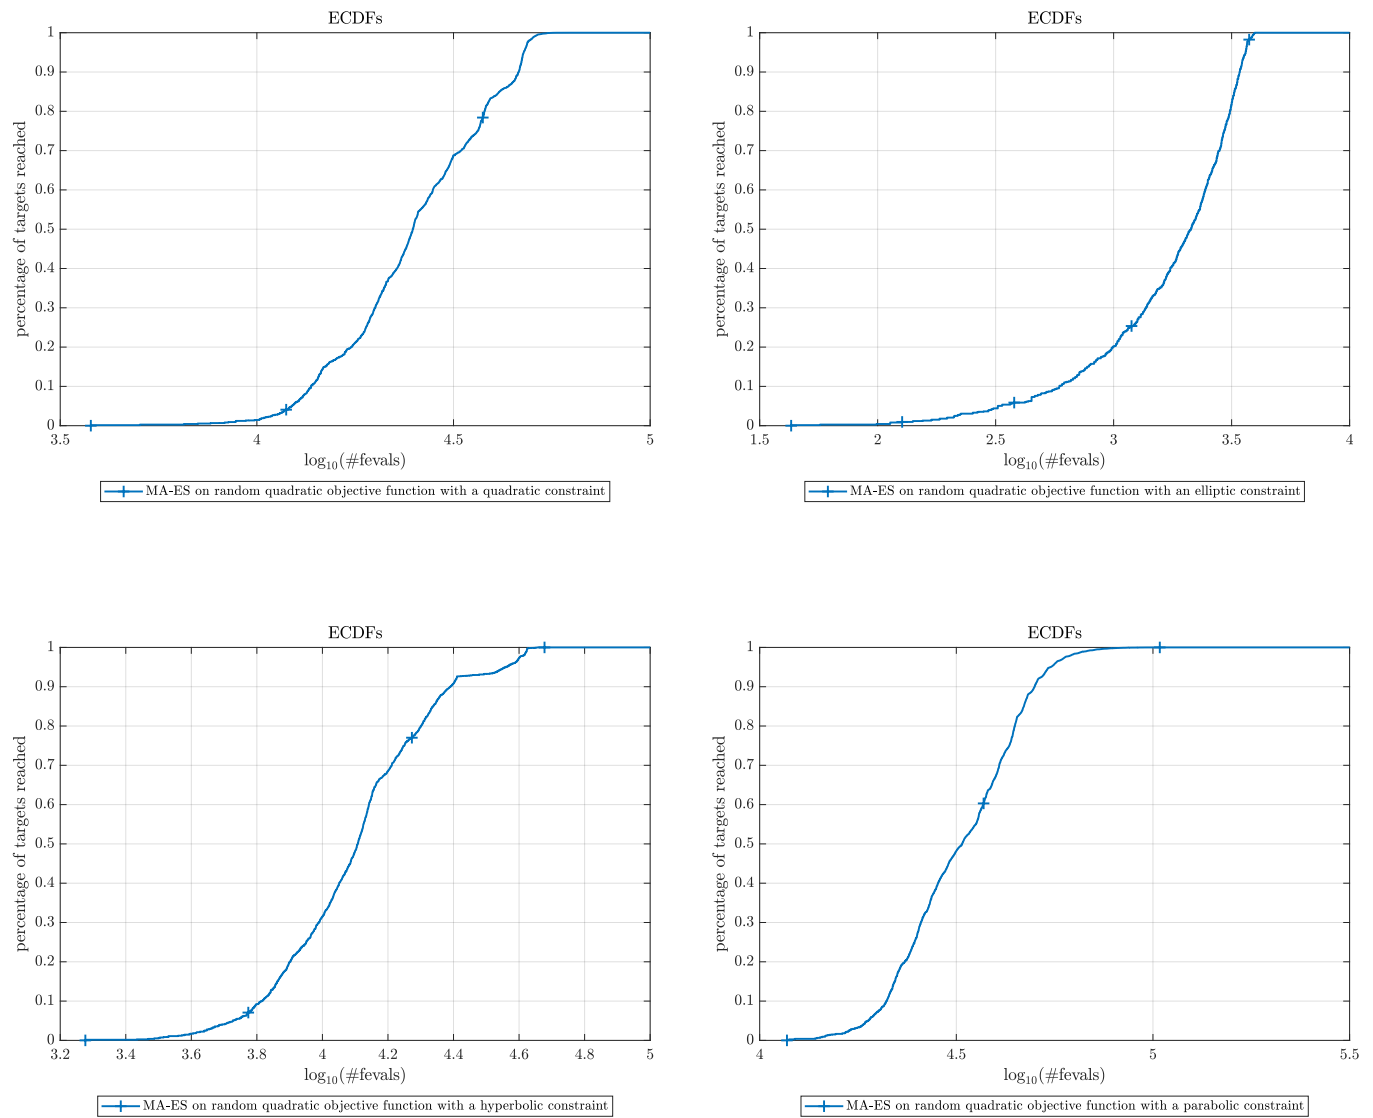 ECDFs
1
0.9
0.8
0.7
0.6
0.5
0.4
0.3
0.2
0.1
0
percentage of targets reached
3.5 4 4.5 5
log10(#fevals)
MA-ES on random quadratic objective function with a quadratic constraint
ECDFs
1
0.9
0.8
0.7
0.6
0.5
0.4
0.3
0.2
0.1
0
percentage of targets reached
1.5 2 2.5 3 3.5 4
log10(#fevals)
MA-ES on random quadratic objective function with an elliptic constraint
ECDFs
1
0.9
0.8
0.7
0.6
0.5
0.4
0.3
0.2
0.1
0
percentage of targets reached
3.2 3.4 3.6 3.8 4 4.2 4.4 4.6 4.8 5
log10(#fevals)
MA-ES on random quadratic objective function with a hyperbolic constraint
ECDFs
1
0.9
0.8
0.7
0.6
0.5
0.4
0.3
0.2
0.1
0
percentage of targets reached
4 4.5 5 5.5
log10(#fevals)
MA-ES on random quadratic objective function with a parabolic constraint